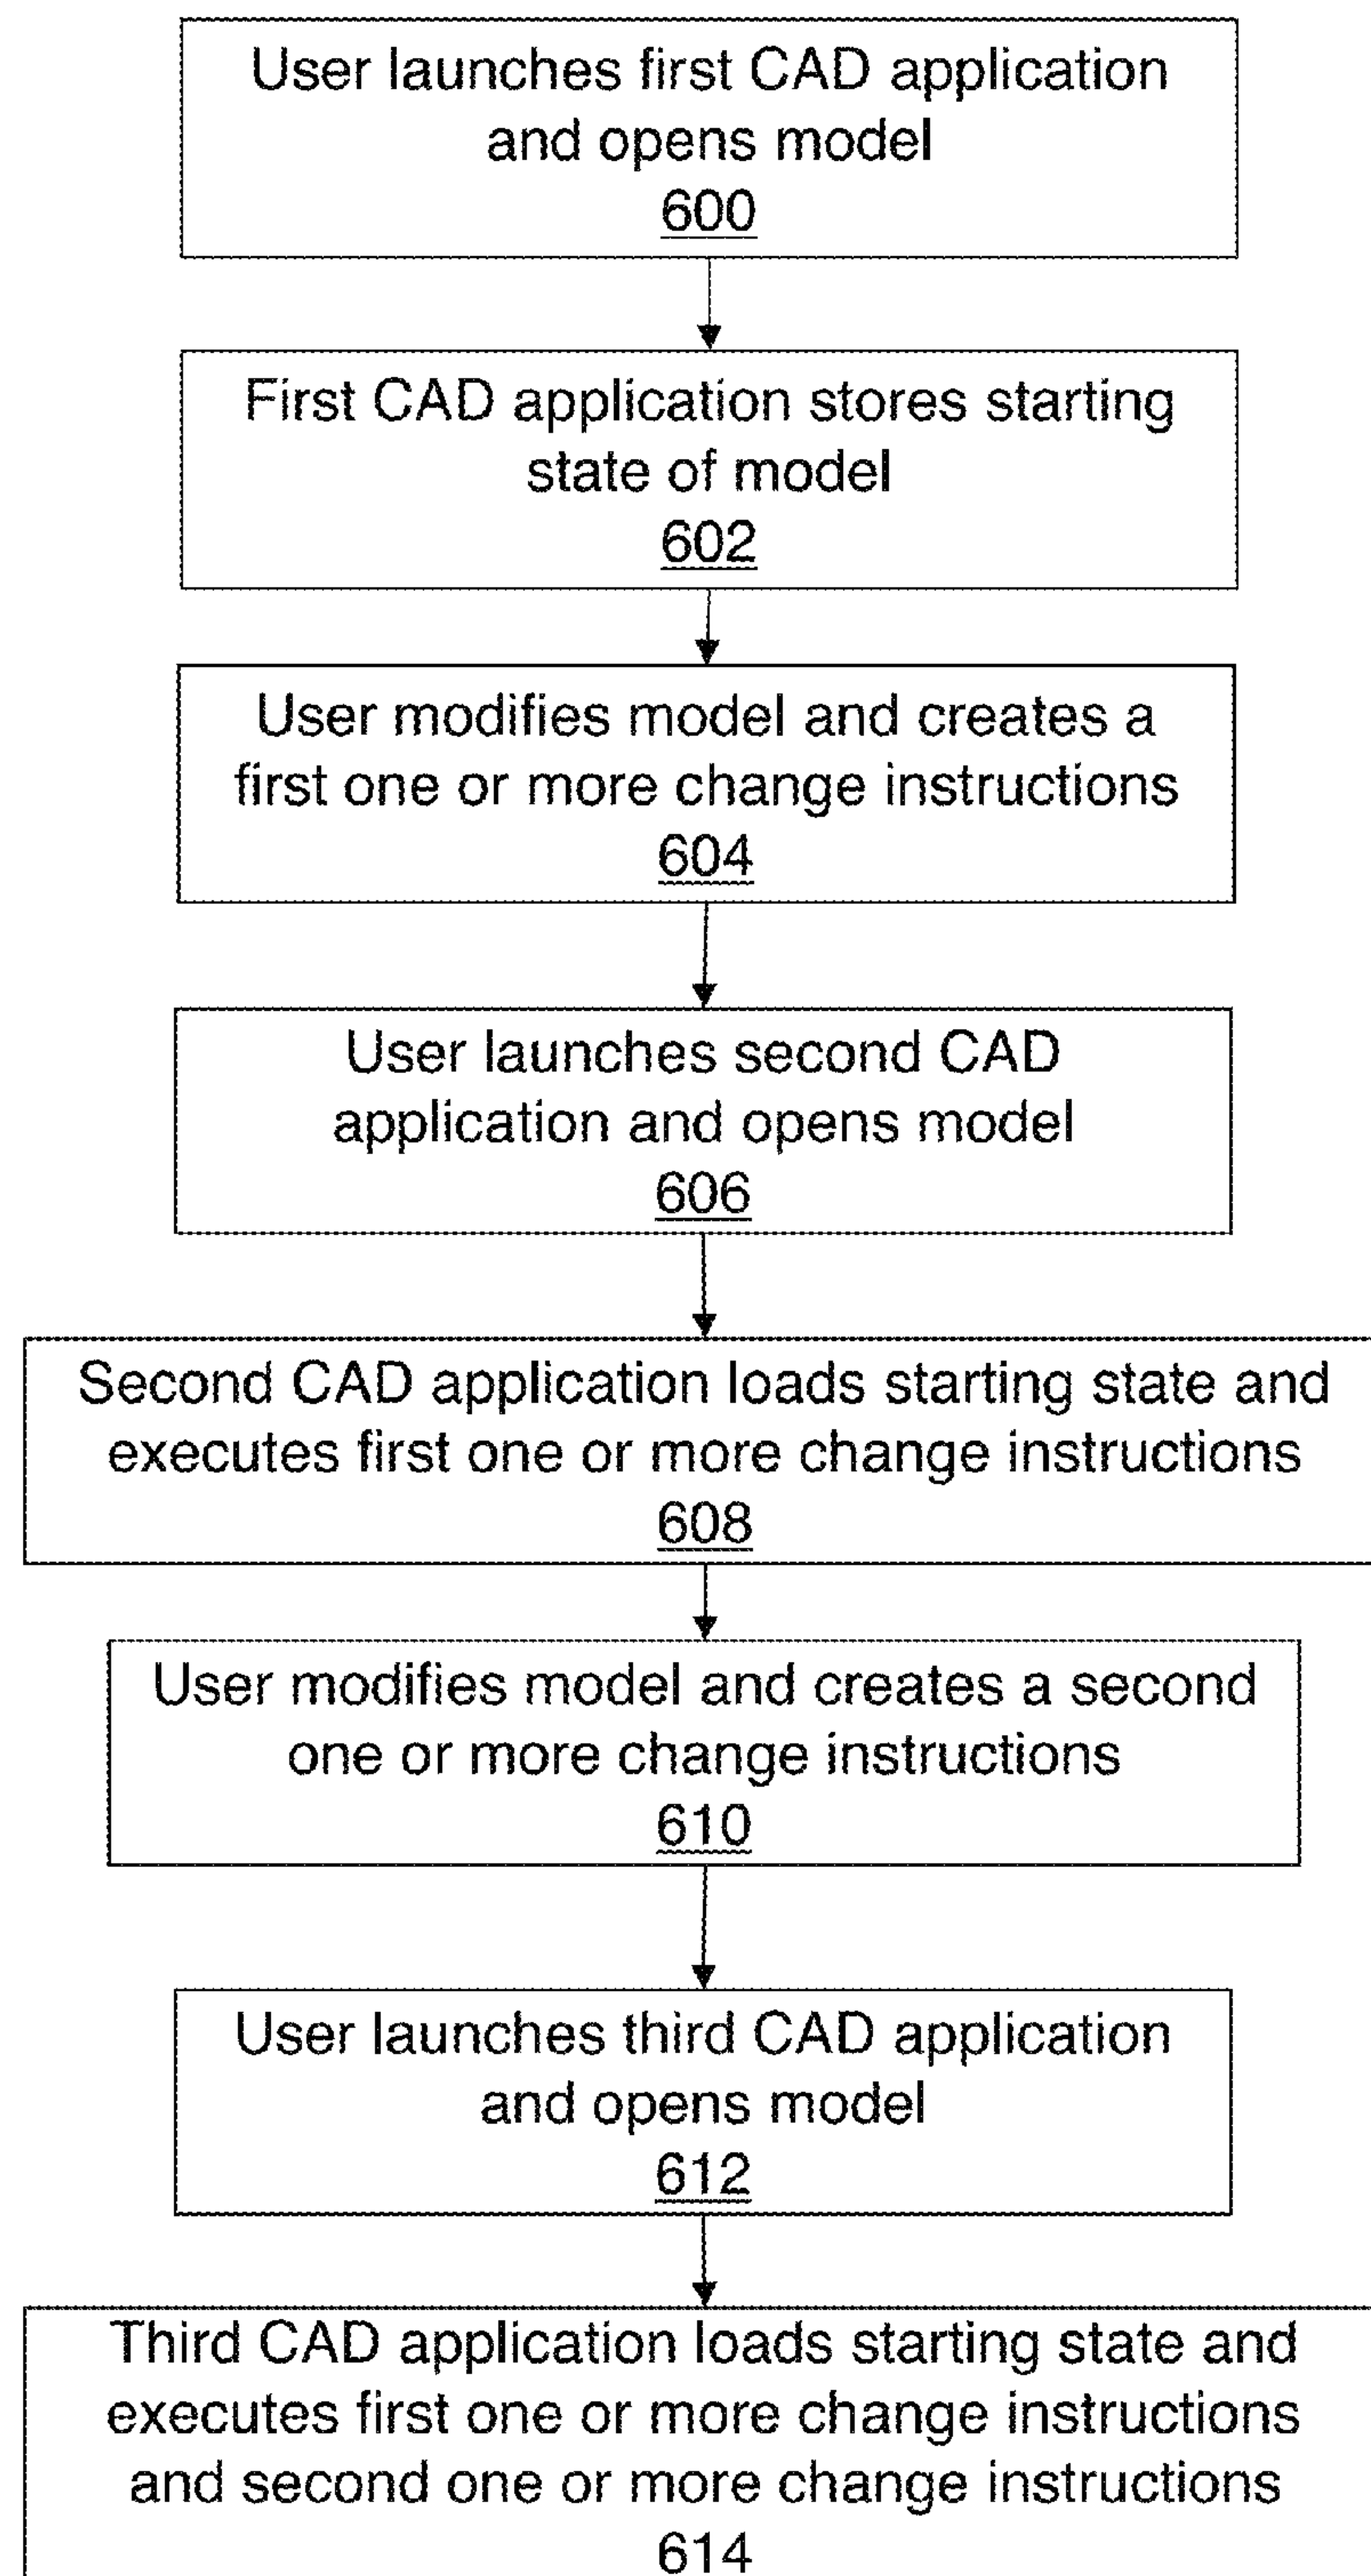 User launches first CAD application
and opens model
600
First CAD application stores starting
state of model
602
User modifies model and creates a
first one or more change instructions
604
User launches second CAD
application and opens model
606
Second CAD application loads starting state and
executes first one or more change instructions
608
User modifies model and creates a second
one or more change instructions
610
User launches third CAD application
and opens model
612
Third CAD application loads starting state and
executes first one or more change instructions
and second one or more change instructions
614